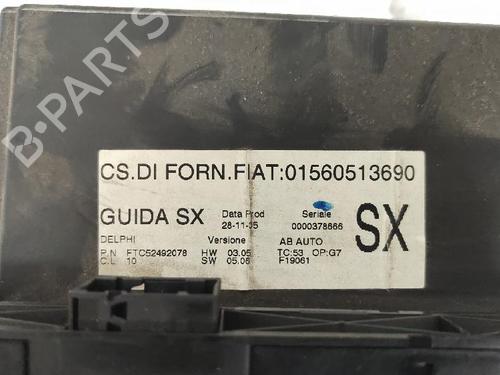 CS.DI FORN.FIAT:01560513690
GUIDA SX Data Prod Seriale SX
28-11-05 0000378666
DELPHI Versione AB AUTO
P.N FTC52492078 HW 03.05 TC:53 OP:G7
C.L 10 SW 05.06 F19061
B-PARTS